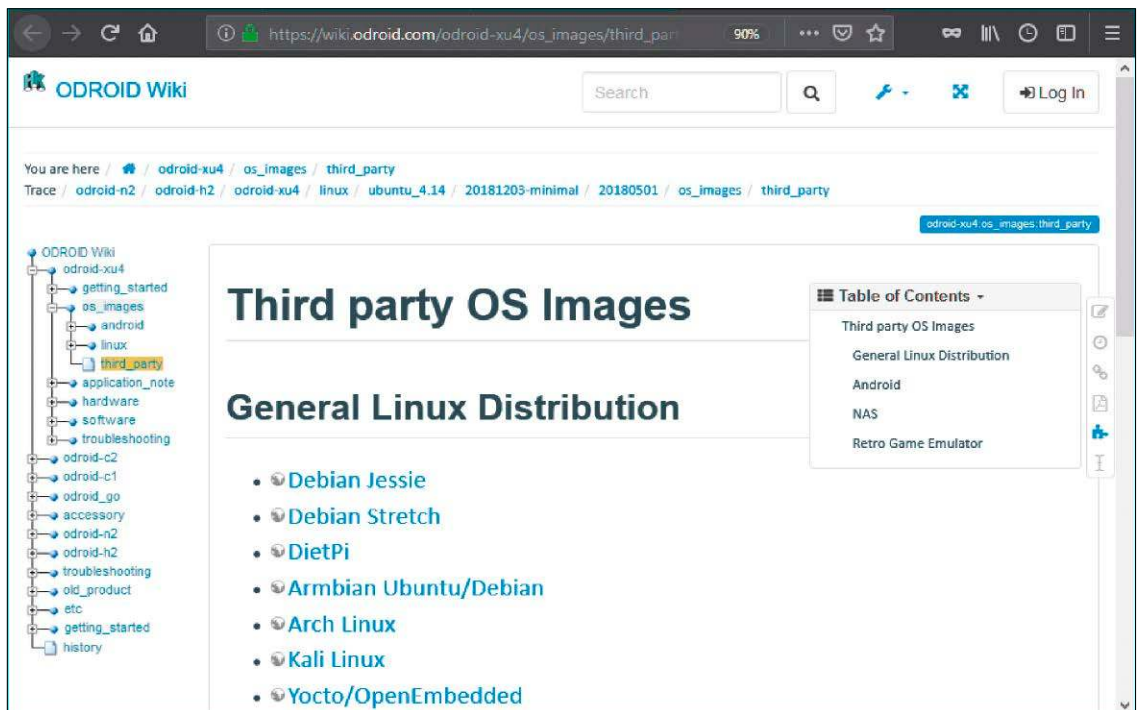 https://wiki.odroid.com/odroid-xu4/os_images/third_par 90%
ODROID Wiki Search Log In
You are here / / odroid-xu4 / os_images / third_party
Trace / odroid-n2 / odroid-h2 / odroid-xu4 / linux / ubuntu_4.14 / 20181203-minimal / 20180501 / os_images / third_party
odroid-xu4:os_images:third_party
ODROID Wiki
odroid-xu4
getting_started
os_images
android
linux
third_party
application_note
hardware
software
troubleshooting
odroid-c2
odroid-c1
odroid_go
accessory
odroid-n2
odroid-h2
troubleshooting
old_product
etc
getting_started
history
Third party OS Images
General Linux Distribution
• Debian Jessie
• Debian Stretch
• DietPi
• Armbian Ubuntu/Debian
• Arch Linux
• Kali Linux
• Yocto/OpenEmbedded
Table of Contents
Third party OS Images
General Linux Distribution
Android
NAS
Retro Game Emulator